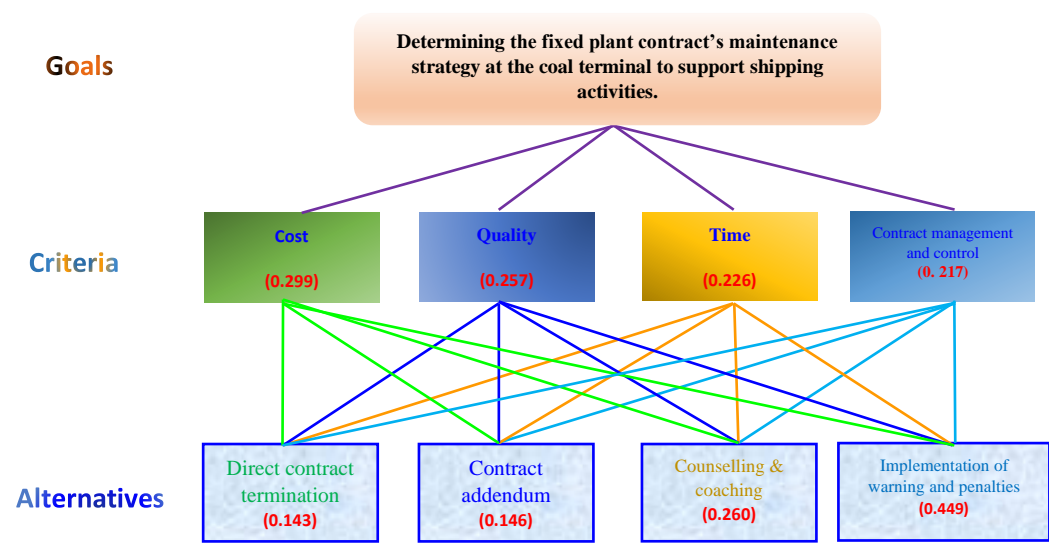 Goals
Determining the fixed plant contract's maintenance
strategy at the coal terminal to support shipping
activities.
Criteria
Cost
(0.299)
Quality
(0.257)
Time
(0.226)
Contract management
and control
(0. 217)
Alternatives
Direct contract
termination
(0.143)
Contract
addendum
(0.146)
Counselling &
coaching
(0.260)
Implementation of
warning and penalties
(0.449)